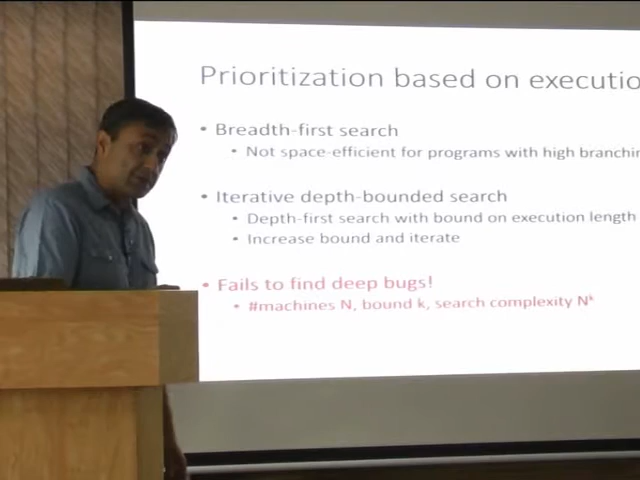 Prioritization based on
• Breadth-first search
• Not space-efficient for programs with high
• Iterative depth-bounded search
• Depth-first search with bound on execution length
• Increase bound and iterate
• Fails to find deep bugs!
• #machines N, bound k, search complexity Nᵏ